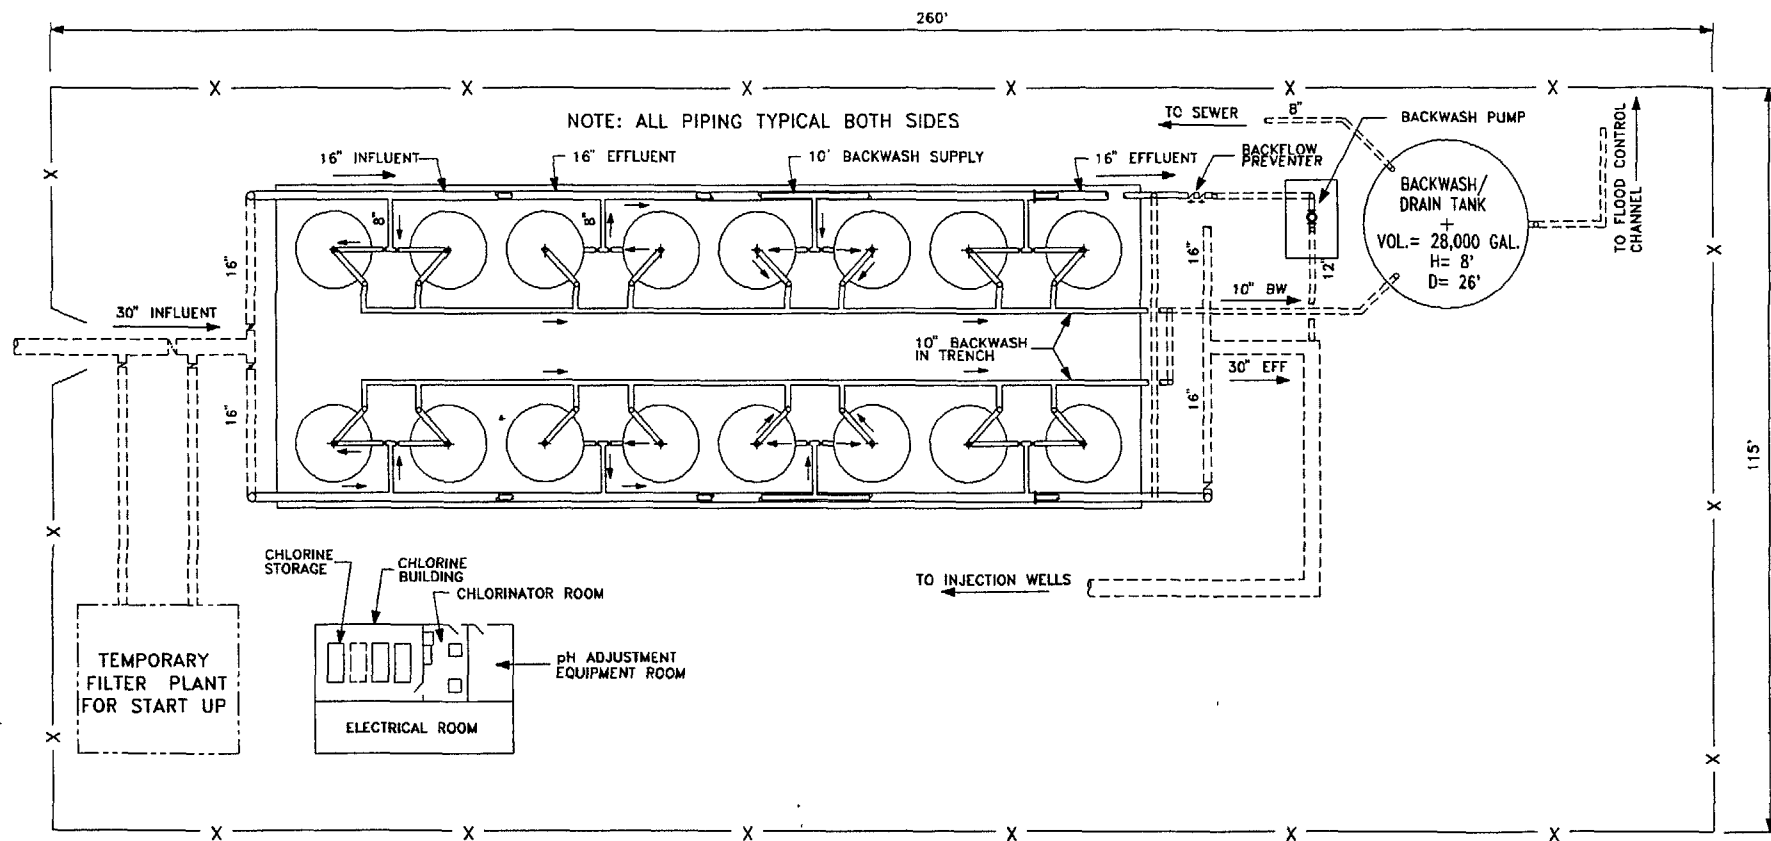 260'
X X X X X X
NOTE: ALL PIPING TYPICAL BOTH SIDES
TO SEWER
8"
BACKWASH PUMP
TO FLOOD CONTROL
CHANNEL
16" INFLUENT
16" EFFLUENT
10' BACKWASH SUPPLY
16" EFFLUENT
BACKFLOW
PREVENTER
X
8"
8"
BACKWASH/
DRAIN TANK
VOL.= 28,000 GAL.
H= 8'
D= 26'
X
16"
16"
12"
30" INFLUENT
10" BW
10" BACKWASH
IN TRENCH
30" EFF
16"
16"
115'
X
X
CHLORINE
STORAGE
CHLORINE
BUILDING
CHLORINATOR ROOM
TO INJECTION WELLS
TEMPORARY
FILTER PLANT
FOR START UP
pH ADJUSTMENT
EQUIPMENT ROOM
ELECTRICAL ROOM
X
X
X X X X X X